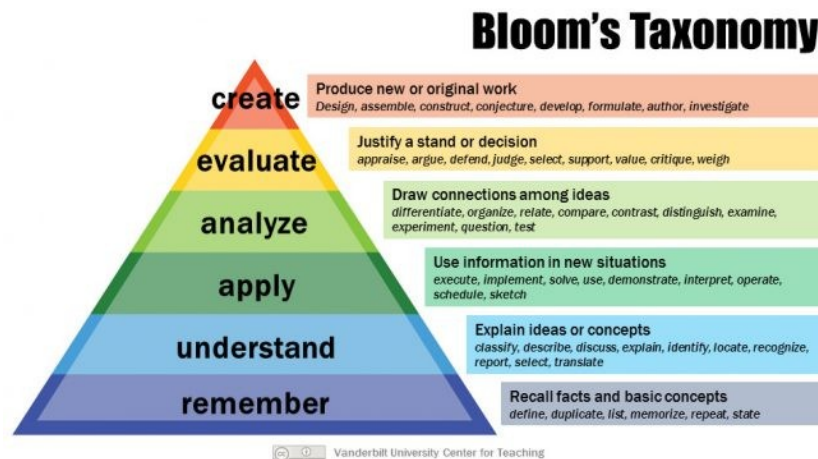 Bloom's Taxonomy
create
Produce new or original work
Design, assemble, construct, conjecture, develop, formulate, author, investigate
evaluate
Justify a stand or decision
appraise, argue, defend, judge, select, support, value, critique, weigh
analyze
Draw connections among ideas
differentiate, organize, relate, compare, contrast, distinguish, examine,
experiment, question, test
apply
Use information in new situations
execute, implement, solve, use, demonstrate, interpret, operate,
schedule, sketch
understand
Explain ideas or concepts
classify, describe, discuss, explain, identify, locate, recognize,
report, select, translate
remember
Recall facts and basic concepts
define, duplicate, list, memorize, repeat, state
cc Vanderbilt University Center for Teaching